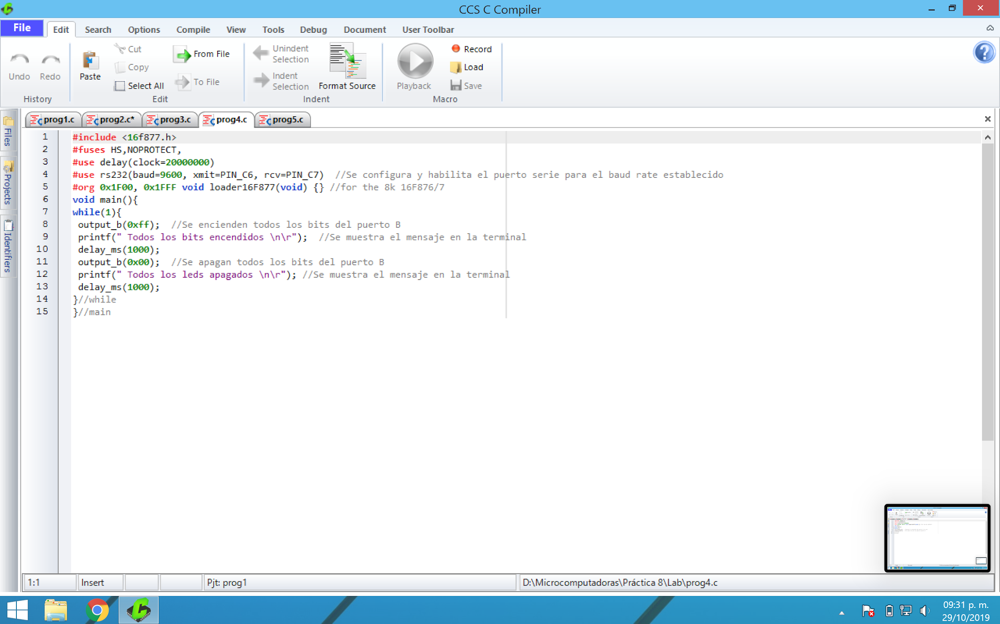 CCS C Compiler
File Edit Search Options Compile View Tools Debug Document User Toolbar
Undo Redo
History
Paste
Cut
Copy
Select All
From File
To File
Edit
Unindent
Selection
Indent
Selection
Format Source
Indent
Playback
Record
Load
Save
Macro
Files
Projects
Identifiers
prog1.c prog2.c* prog3.c prog4.c prog5.c
1 #include <16f877.h>
2 #fuses HS,NOPROTECT,
3 #use delay(clock=20000000)
4 #use rs232(baud=9600, xmit=PIN_C6, rcv=PIN_C7)  //Se configura y habilita el puerto serie para el baud rate establecido
5 #org 0x1F00, 0x1FFF void loader16F877(void) {} //for the 8k 16F876/7
6 void main(){
7 while(1){
8  output_b(0xff);  //Se encienden todos los bits del puerto B
9  printf(" Todos los bits encendidos \n\r");  //Se muestra el mensaje en la terminal
10  delay_ms(1000);
11  output_b(0x00);  //Se apagan todos los bits del puerto B
12  printf(" Todos los leds apagados \n\r"); //Se muestra el mensaje en la terminal
13  delay_ms(1000);
14 }//while
15 }//main
1:1 Insert Pjt: prog1 D:\Microcomputadoras\Práctica 8\Lab\prog4.c
09:31 p. m.
29/10/2019